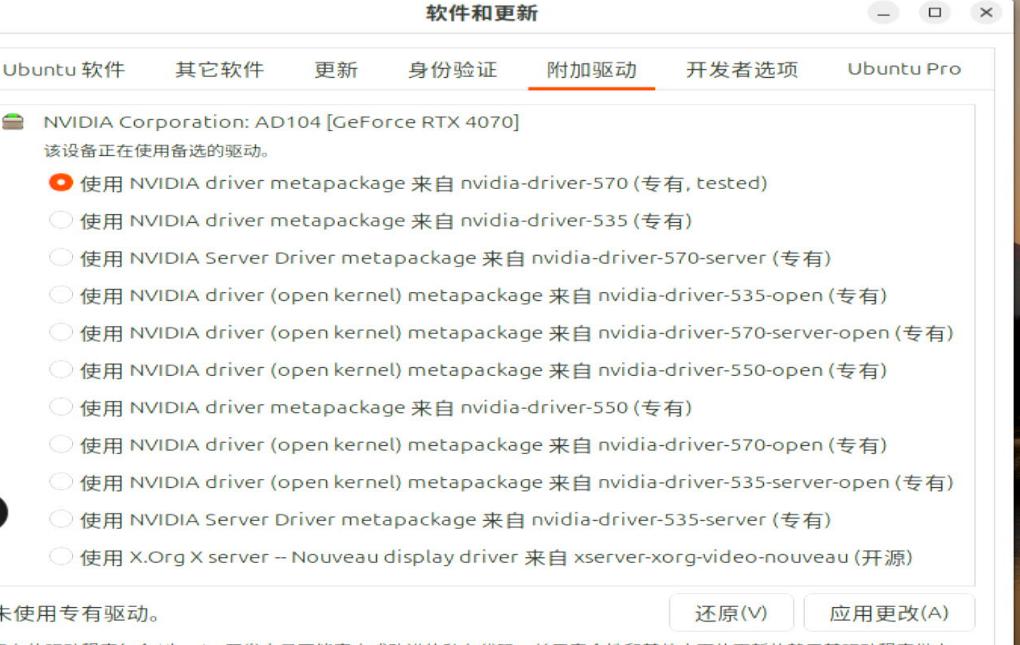 软件和更新
Ubuntu 软件 其它软件 更新 身份验证 附加驱动 开发者选项 Ubuntu Pro
NVIDIA Corporation: AD104 [GeForce RTX 4070]
该设备正在使用备选的驱动。
使用 NVIDIA driver metapackage 来自 nvidia-driver-570 (专有, tested)
使用 NVIDIA driver metapackage 来自 nvidia-driver-535 (专有)
使用 NVIDIA Server Driver metapackage 来自 nvidia-driver-570-server (专有)
使用 NVIDIA driver (open kernel) metapackage 来自 nvidia-driver-535-open (专有)
使用 NVIDIA driver (open kernel) metapackage 来自 nvidia-driver-570-server-open (专有)
使用 NVIDIA driver (open kernel) metapackage 来自 nvidia-driver-550-open (专有)
使用 NVIDIA driver metapackage 来自 nvidia-driver-550 (专有)
使用 NVIDIA driver (open kernel) metapackage 来自 nvidia-driver-570-open (专有)
使用 NVIDIA driver (open kernel) metapackage 来自 nvidia-driver-535-server-open (专有)
使用 NVIDIA Server Driver metapackage 来自 nvidia-driver-535-server (专有)
使用 X.Org X server -- Nouveau display driver 来自 xserver-xorg-video-nouveau (开源)
未使用专有驱动。 还原(V) 应用更改(A)